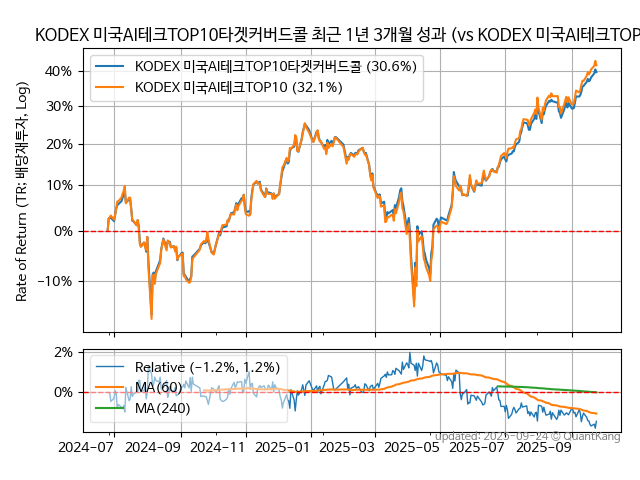 KODEX 미국AI테크TOP10타겟커버드콜 최근 1년 3개월 성과 (vs KODEX 미국AI테크TOP
Rate of Return (TR: 배당재투자, Log)
40%
30%
20%
10%
0%
−10%
KODEX 미국AI테크TOP10타겟커버드콜 (30.6%)
KODEX 미국AI테크TOP10 (32.1%)
2%
0%
Relative (−1.2%, 1.2%)
MA(60)
MA(240)
updated: 2025-09-24 © QuantKang
2024-07 2024-09 2024-11 2025-01 2025-03 2025-05 2025-07 2025-09